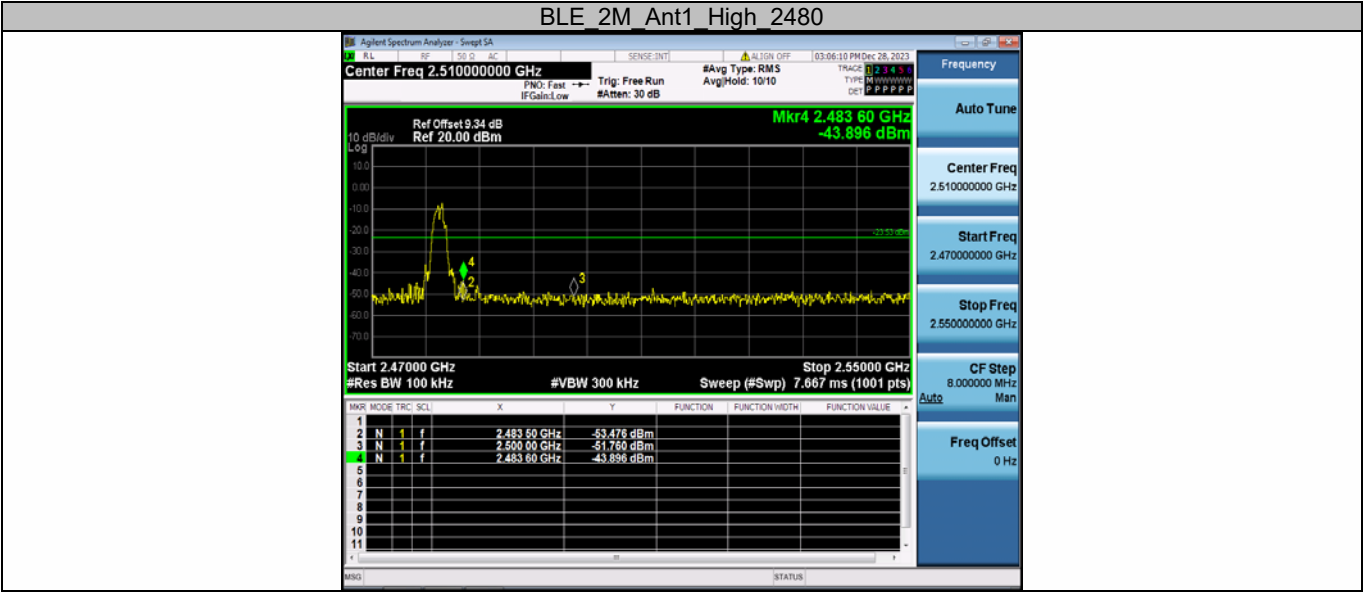 BLE_2M_Ant1_High_2480
Agilent Spectrum Analyzer - Swept SA
RL RF 50 Ω AC SENSE:INT ALIGN OFF 03:06:10 PM Dec 28, 2023
Center Freq 2.510000000 GHz
#Avg Type: RMS
TRACE 1 2 3 4 5 6
PNO: Fast Trig: Free Run Avg|Hold: 10/10
TYPE M WWWWW
IFGain:Low #Atten: 30 dB
DET P P P P P P
Frequency
Mkr4 2.483 60 GHz
-43.896 dBm
Ref Offset 9.34 dB
10 dB/div Ref 20.00 dBm
Log
10.0
0.00
-10.0
-20.0
-23.53 dBm
-30.0
-40.0
-50.0
-60.0
-70.0
4
2
3
Start 2.47000 GHz Stop 2.55000 GHz
#Res BW 100 kHz #VBW 300 kHz Sweep (#Swp) 7.667 ms (1001 pts)
MKR MODE TRC SCL X Y FUNCTION FUNCTION WIDTH FUNCTION VALUE
1
2 N 1 f 2.483 50 GHz -53.476 dBm
3 N 1 f 2.500 00 GHz -51.760 dBm
4 N 1 f 2.483 60 GHz -43.896 dBm
5
6
7
8
9
10
11
MSG STATUS
Auto Tune
Center Freq
2.510000000 GHz
Start Freq
2.470000000 GHz
Stop Freq
2.550000000 GHz
CF Step
8.000000 MHz
Auto Man
Freq Offset
0 Hz